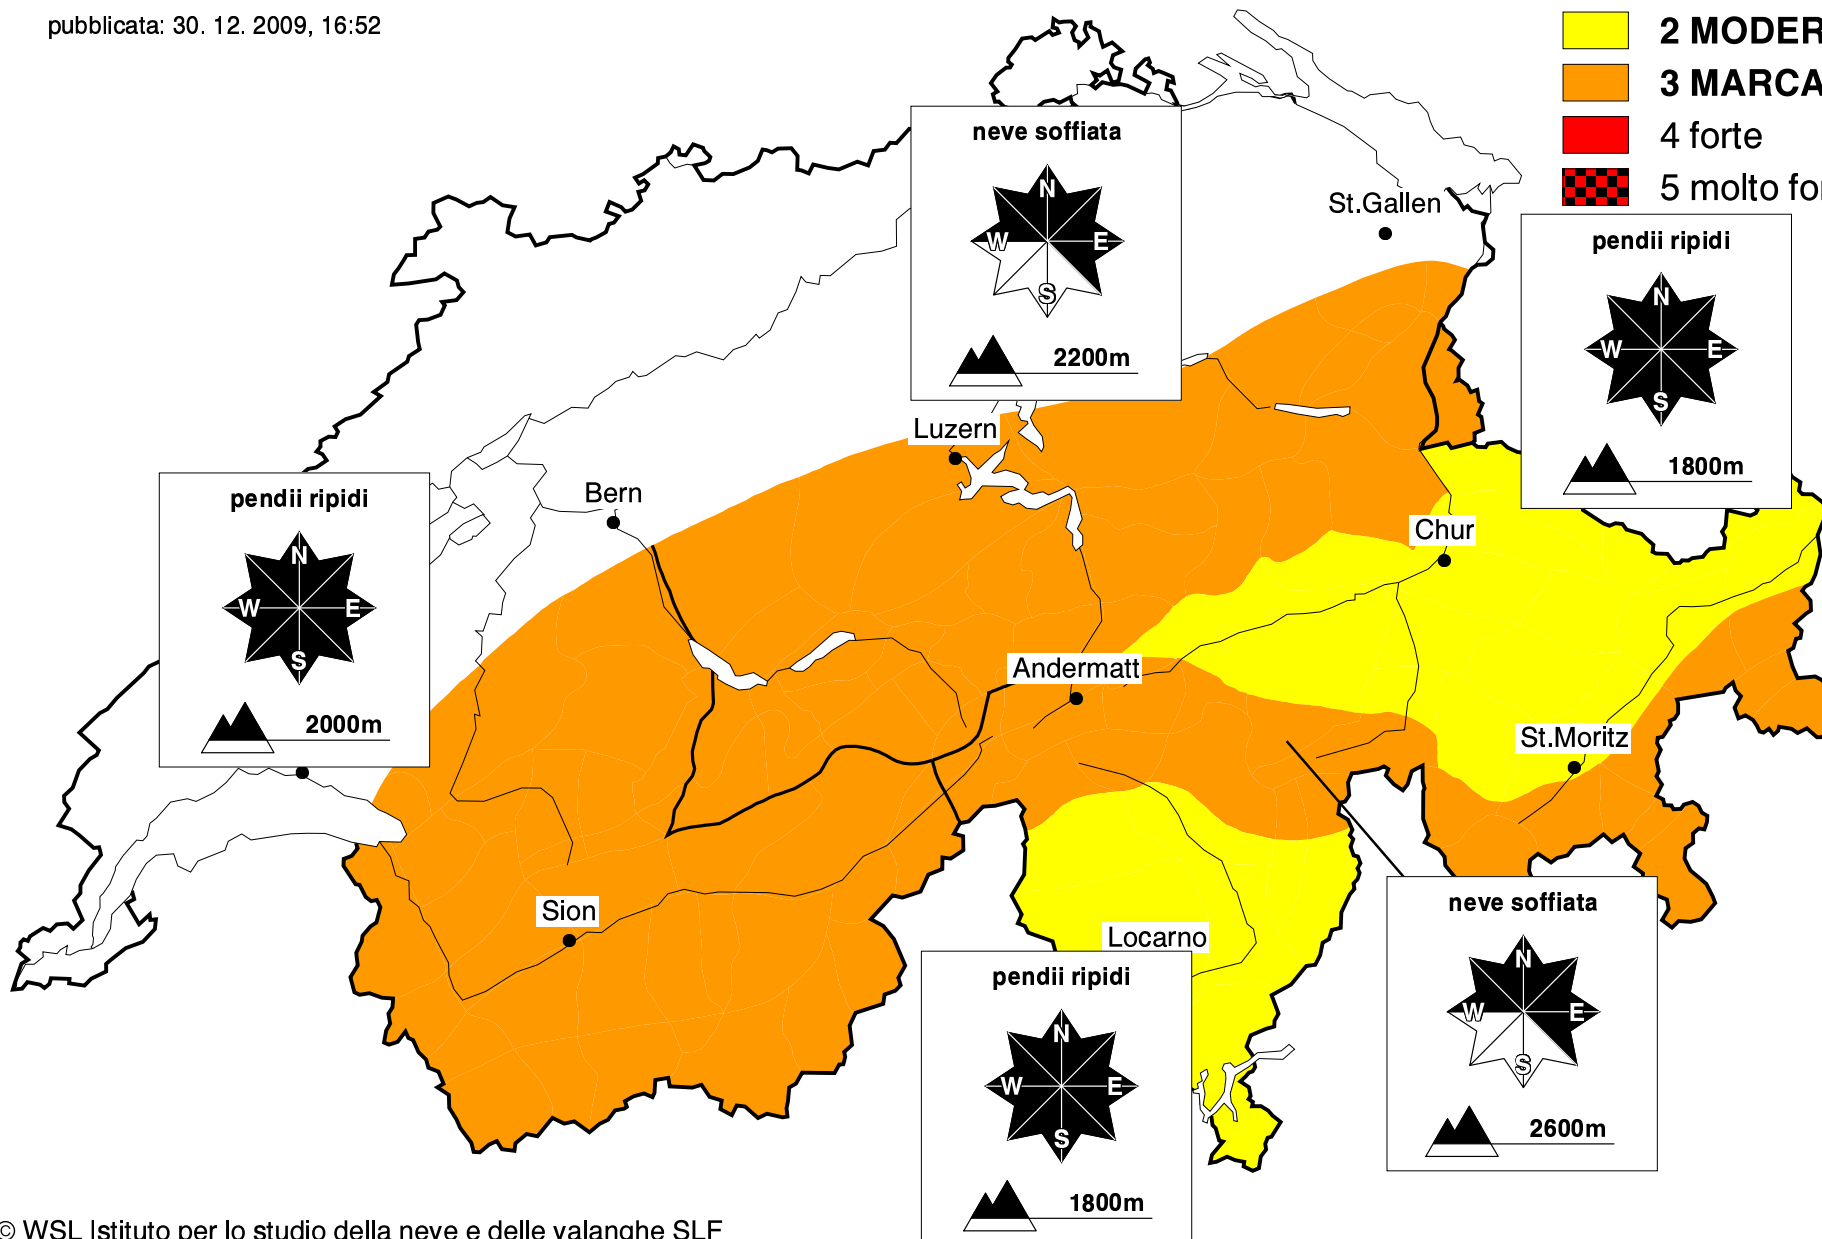 pubblicata: 30. 12. 2009, 16:52
2 MODER
3 MARCA
4 forte
5 molto for
neve soffiata
N
W E
S
2200m
St.Gallen
pendii ripidi
N
W E
S
1800m
Luzern
pendii ripidi
N
W E
S
2000m
Bern
Chur
Andermatt
St.Moritz
Sion
Locarno
neve soffiata
N
W E
S
2600m
pendii ripidi
N
W E
S
1800m
© WSL Istituto per lo studio della neve e delle valanghe SLF